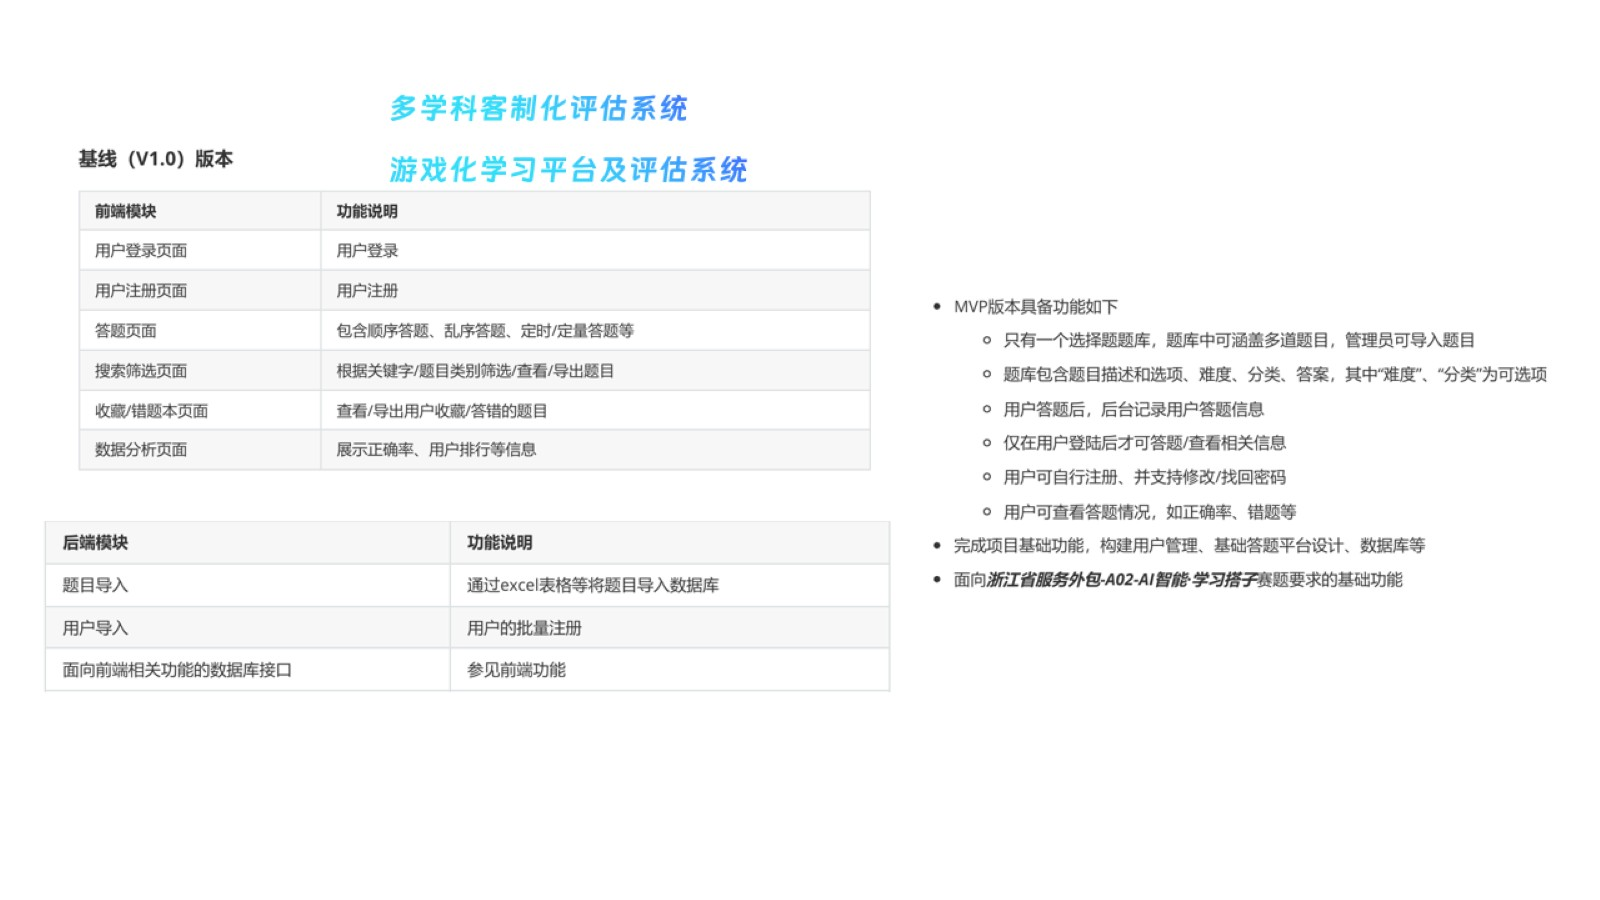 多学科客制化评估系统
基线（V1.0）版本
游戏化学习平台及评估系统
前端模块 功能说明
用户登录页面 用户登录
用户注册页面 用户注册
答题页面 包含顺序答题、乱序答题、定时/定量答题等
搜索筛选页面 根据关键字/题目类别筛选/查看/导出题目
收藏/错题本页面 查看/导出用户收藏/答错的题目
数据分析页面 展示正确率、用户排行等信息
后端模块 功能说明
题目导入 通过excel表格等将题目导入数据库
用户导入 用户的批量注册
面向前端相关功能的数据库接口 参见前端功能
MVP版本具备功能如下
只有一个选择题题库，题库中可涵盖多道题目，管理员可导入题目
题库包含题目描述和选项、难度、分类、答案，其中“难度”、“分类”为可选项
用户答题后，后台记录用户答题信息
仅在用户登陆后才可答题/查看相关信息
用户可自行注册、并支持修改/找回密码
用户可查看答题情况，如正确率、错题等
完成项目基础功能，构建用户管理、基础答题平台设计、数据库等
面向浙江省服务外包-A02-AI智能·学习搭子赛题要求的基础功能